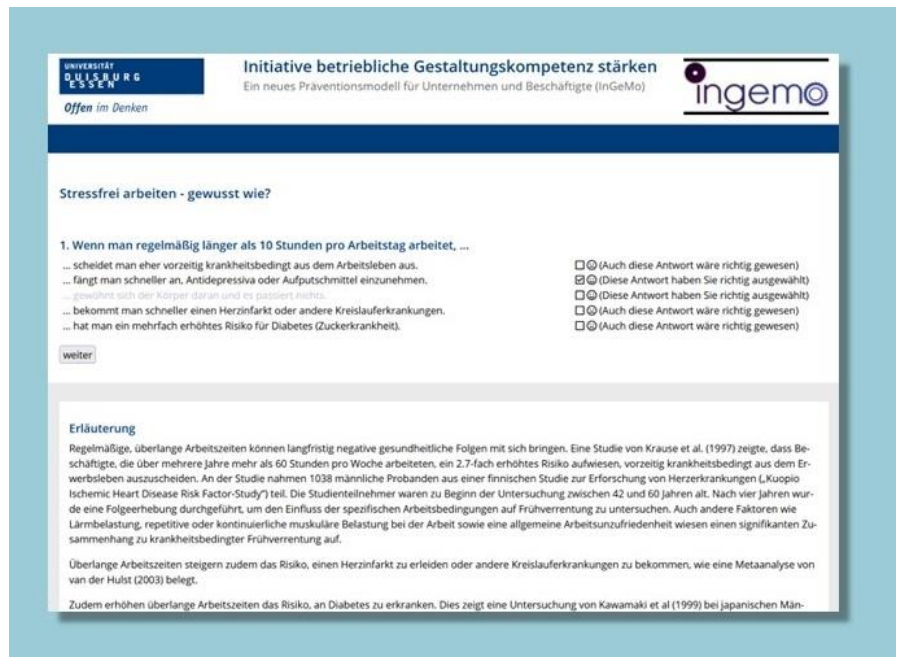 UNIVERSITÄT
DUISBURG
ESSEN
Offen im Denken
Initiative betriebliche Gestaltungskompetenz stärken
Ein neues Präventionsmodell für Unternehmen und Beschäftigte (InGeMo)
ingemo
Stressfrei arbeiten - gewusst wie?
1. Wenn man regelmäßig länger als 10 Stunden pro Arbeitstag arbeitet, ...
... scheidet man eher vorzeitig krankheitsbedingt aus dem Arbeitsleben aus. (Auch diese Antwort wäre richtig gewesen)
... fängt man schneller an, Antidepressiva oder Aufputschmittel einzunehmen. (Diese Antwort haben Sie richtig ausgewählt)
... gewöhnt sich der Körper daran und es passiert nichts. (Diese Antwort haben Sie richtig ausgewählt)
... bekommt man schneller einen Herzinfarkt oder andere Kreislauferkrankungen. (Auch diese Antwort wäre richtig gewesen)
... hat man ein mehrfach erhöhtes Risiko für Diabetes (Zuckerkrankheit). (Auch diese Antwort wäre richtig gewesen)
weiter
Erläuterung
Regelmäßige, überlange Arbeitszeiten können langfristig negative gesundheitliche Folgen mit sich bringen. Eine Studie von Krause et al. (1997) zeigte, dass Be-
schäftigte, die über mehrere Jahre mehr als 60 Stunden pro Woche arbeiteten, ein 2.7-fach erhöhtes Risiko aufwiesen, vorzeitig krankheitsbedingt aus dem Er-
werbsleben auszuscheiden. An der Studie nahmen 1038 männliche Probanden aus einer finnischen Studie zur Erforschung von Herzerkrankungen („Kuopio
Ischemic Heart Disease Risk Factor-Study“) teil. Die Studienteilnehmer waren zu Beginn der Untersuchung zwischen 42 und 60 Jahren alt. Nach vier Jahren wur-
de eine Folgeerhebung durchgeführt, um den Einfluss der spezifischen Arbeitsbedingungen auf Frühverrentung zu untersuchen. Auch andere Faktoren wie
Lärmbelastung, repetitive oder kontinuierliche muskuläre Belastung bei der Arbeit sowie eine allgemeine Arbeitsunzufriedenheit wiesen einen signifikanten Zu-
sammenhang zu krankheitsbedingter Frühverrentung auf.
Überlange Arbeitszeiten steigern zudem das Risiko, einen Herzinfarkt zu erleiden oder andere Kreislauferkrankungen zu bekommen, wie eine Metaanalyse von
van der Hulst (2003) belegt.
Zudem erhöhen überlange Arbeitszeiten das Risiko, an Diabetes zu erkranken. Dies zeigt eine Untersuchung von Kawamaki et al (1999) bei japanischen Män-